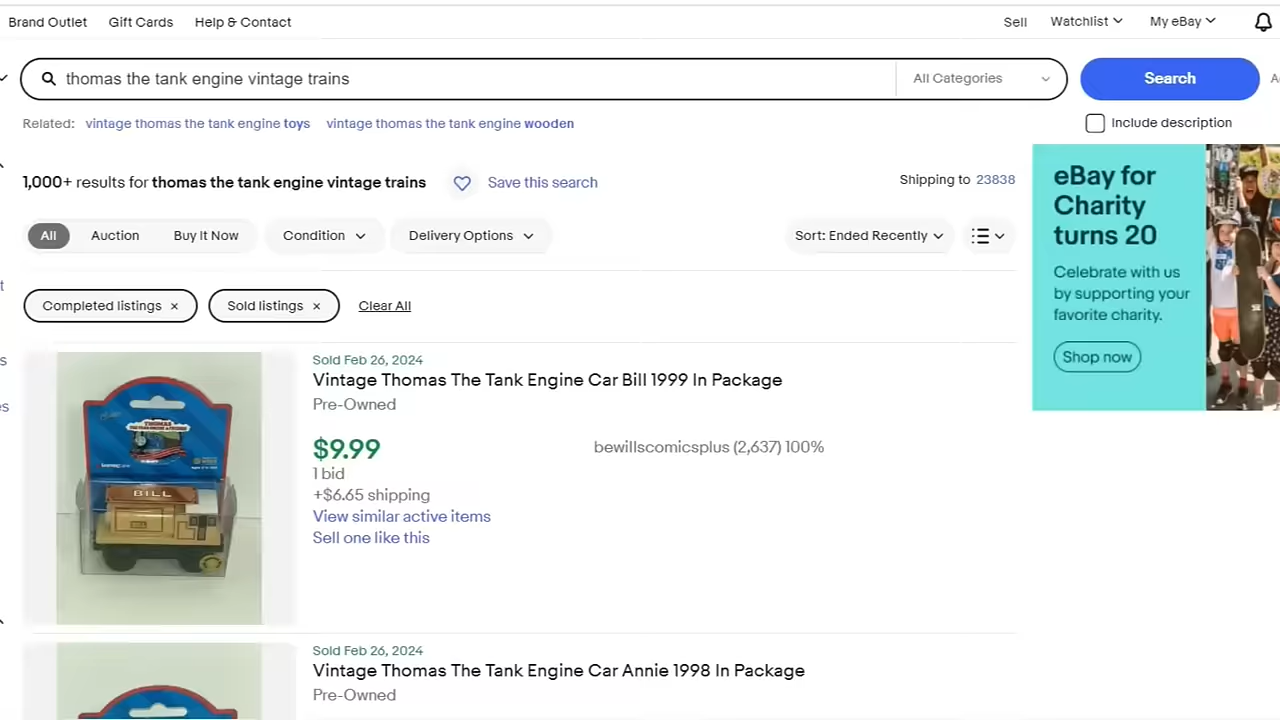 Brand Outlet Gift Cards Help & Contact Sell Watchlist My eBay
thomas the tank engine vintage trains All Categories Search
Related: vintage thomas the tank engine toys vintage thomas the tank engine wooden Include description
1,000+ results for thomas the tank engine vintage trains Save this search Shipping to 23838
All Auction Buy It Now Condition Delivery Options Sort: Ended Recently
Completed listings × Sold listings × Clear All
eBay for
Charity
turns 20
Celebrate with us
by supporting your
favorite charity.
Shop now
Sold Feb 26, 2024
Vintage Thomas The Tank Engine Car Bill 1999 In Package
Pre-Owned
$9.99 bewillscomicsplus (2,637) 100%
1 bid
+$6.65 shipping
View similar active items
Sell one like this
THOMAS
BILL
Sold Feb 26, 2024
Vintage Thomas The Tank Engine Car Annie 1998 In Package
Pre-Owned